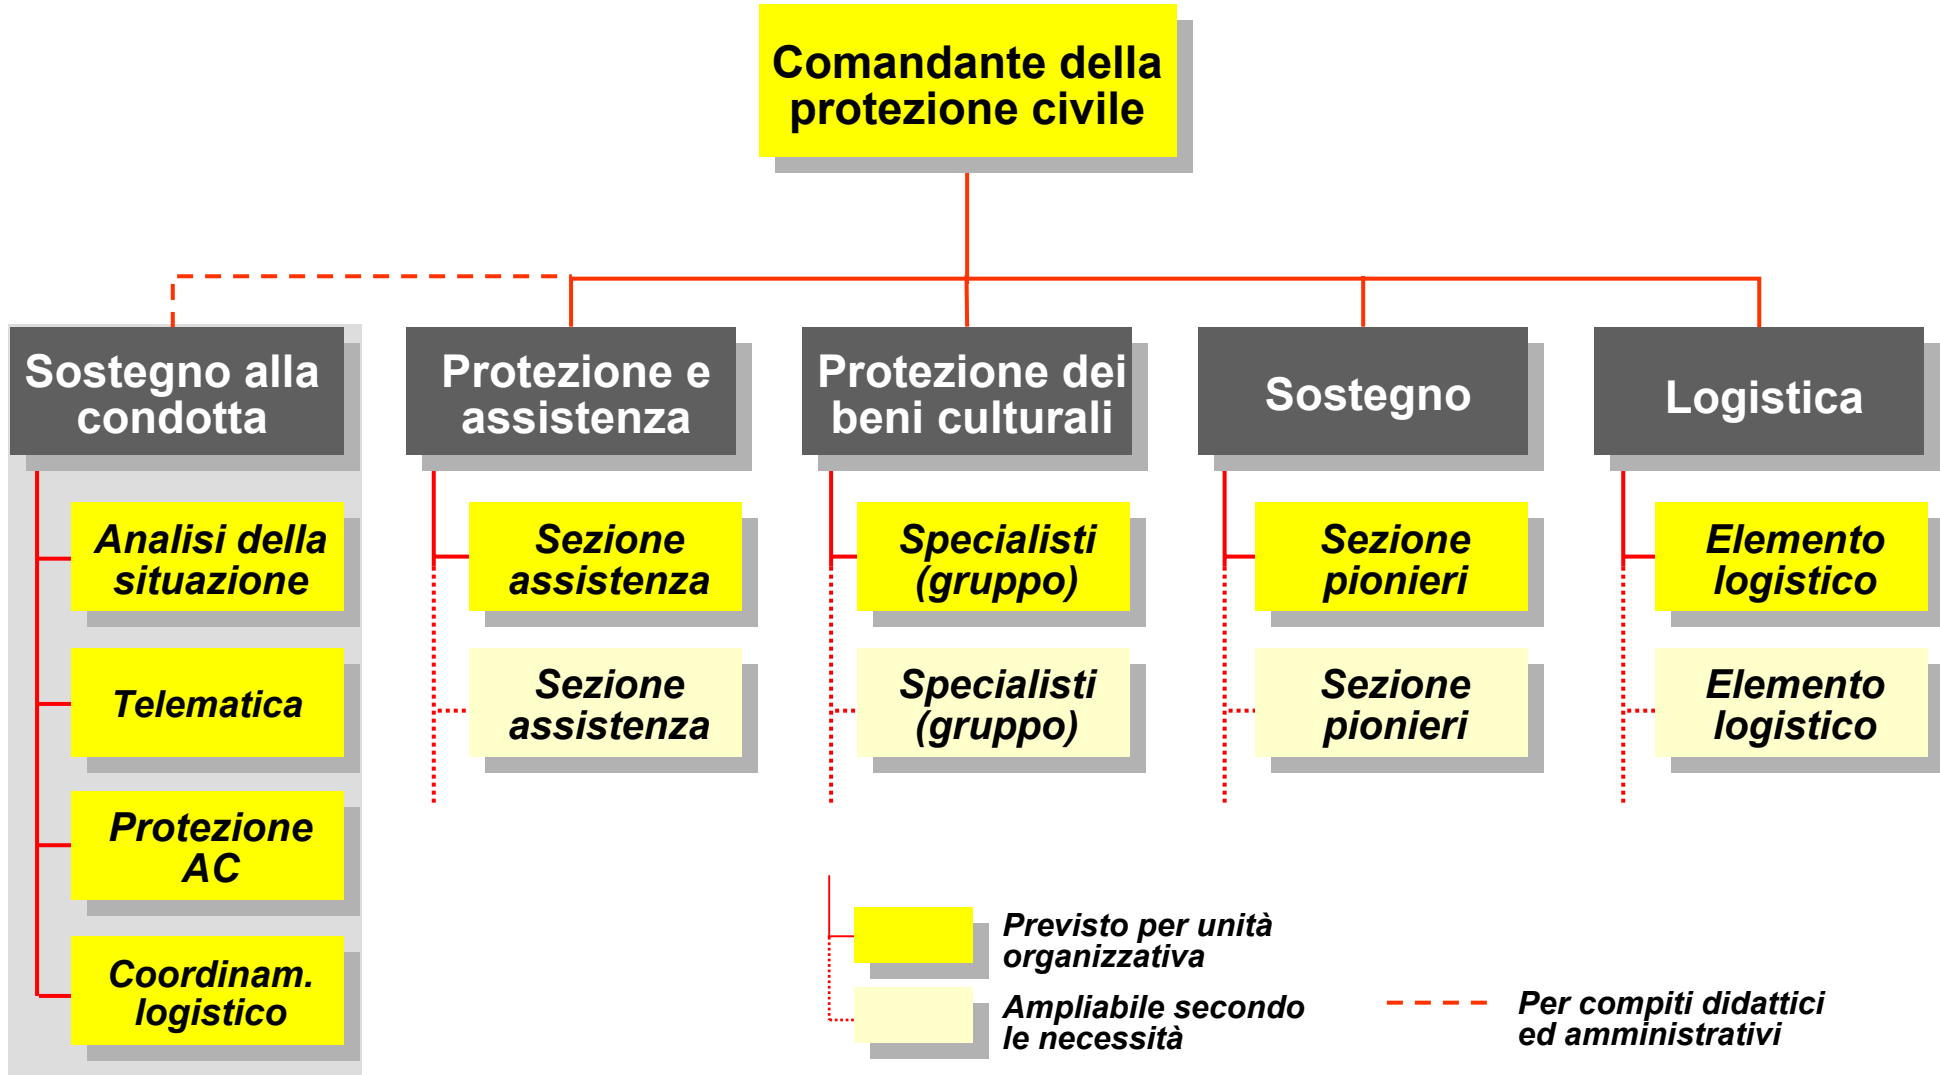 Comandante della
protezione civile
Sostegno alla
condotta
Protezione e
assistenza
Protezione dei
beni culturali
Sostegno
Logistica
Analisi della
situazione
Telematica
Protezione
AC
Coordinam.
logistico
Sezione
assistenza
Sezione
assistenza
Specialisti
(gruppo)
Specialisti
(gruppo)
Sezione
pionieri
Sezione
pionieri
Elemento
logistico
Elemento
logistico
Previsto per unità
organizzativa
Ampliabile secondo
le necessità
Per compiti didattici
ed amministrativi